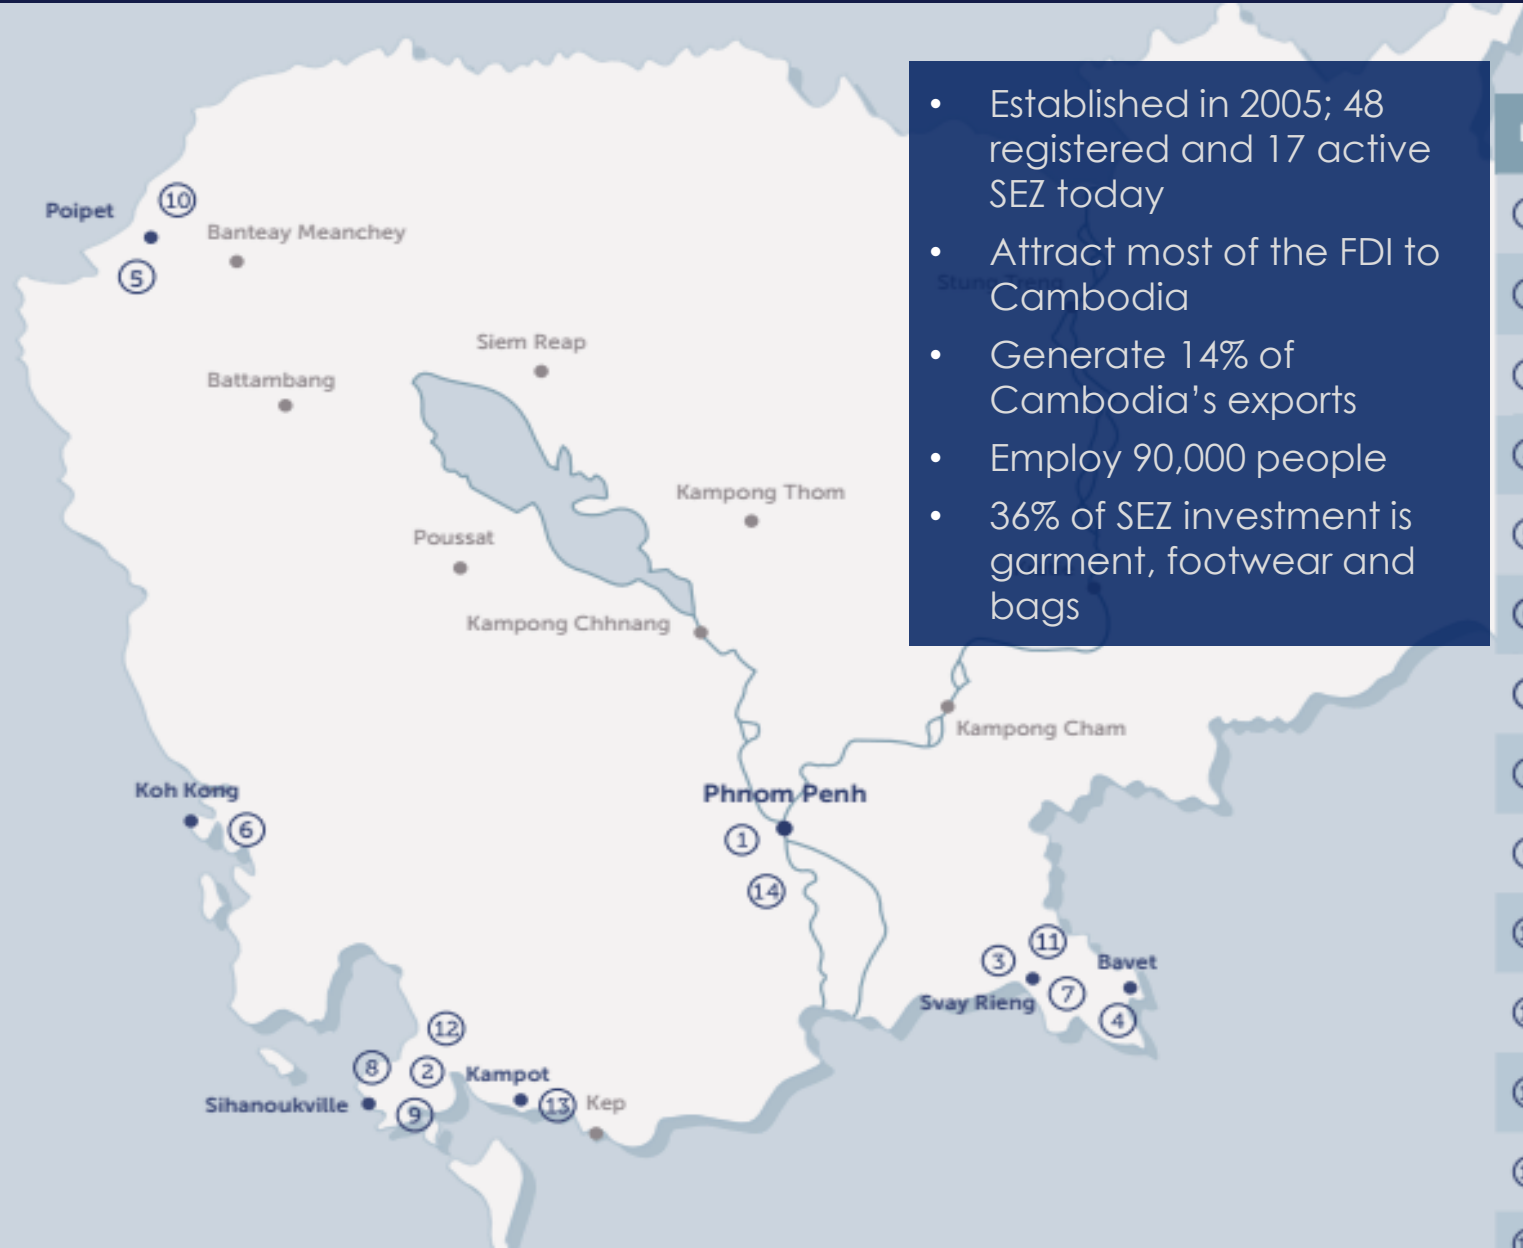 • Established in 2005; 48
registered and 17 active
SEZ today
• Attract most of the FDI to
Cambodia
• Generate 14% of
Cambodia’s exports
• Employ 90,000 people
• 36% of SEZ investment is
garment, footwear and
bags
Poipet
10
Banteay Meanchey
5
Stung Treng
Siem Reap
Battambang
Kampong Thom
Poussat
Kampong Chhnang
Kampong Cham
Koh Kong
6
Phnom Penh
1
14
11
3
Bavet
Svay Rieng
7
4
12
8
2
Kampot
Sihanoukville
9
13
Kep